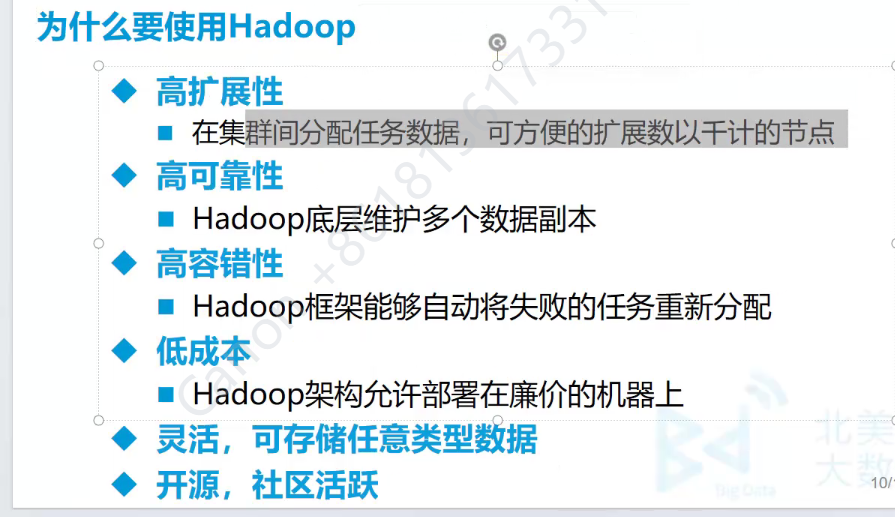 为什么要使用Hadoop
高扩展性
在集群间分配任务数据，可方便的扩展数以千计的节点
高可靠性
Hadoop底层维护多个数据副本
高容错性
Hadoop框架能够自动将失败的任务重新分配
低成本
Hadoop架构允许部署在廉价的机器上
灵活，可存储任意类型数据
开源，社区活跃
北美
大数
Big Data
10/